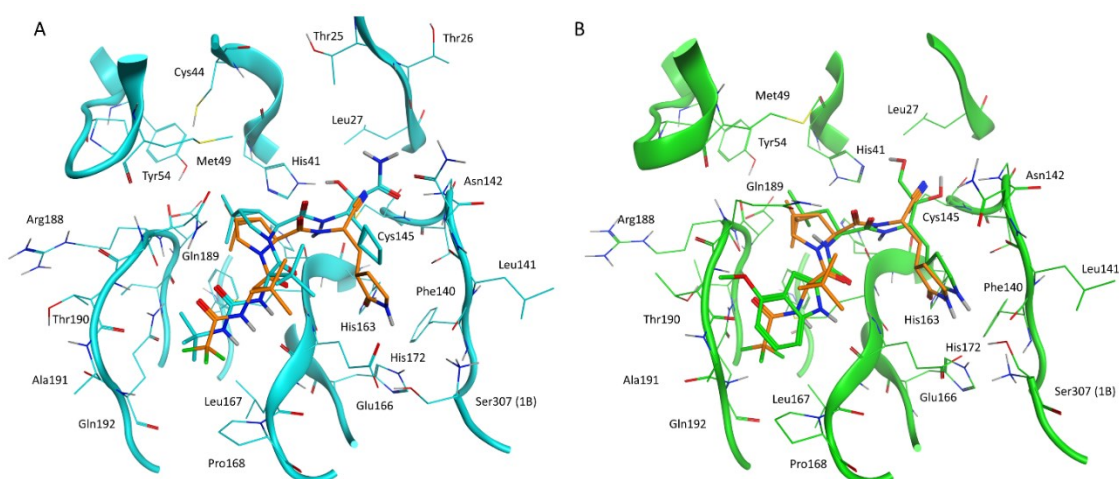 A
Thr25
Thr26
Cys44
Leu27
Met49
His41
Tyr54
Asn142
Arg188
Cys145
Gln189
Leu141
Phe140
Thr190
His163
His172
Ala191
Leu167
Glu166
Ser307 (1B)
Gln192
Pro168
B
Met49
Leu27
Tyr54
His41
Asn142
Gln189
Arg188
Cys145
Leu141
Phe140
Thr190
His163
His172
Ala191
Leu167
Glu166
Ser307 (1B)
Gln192
Pro168